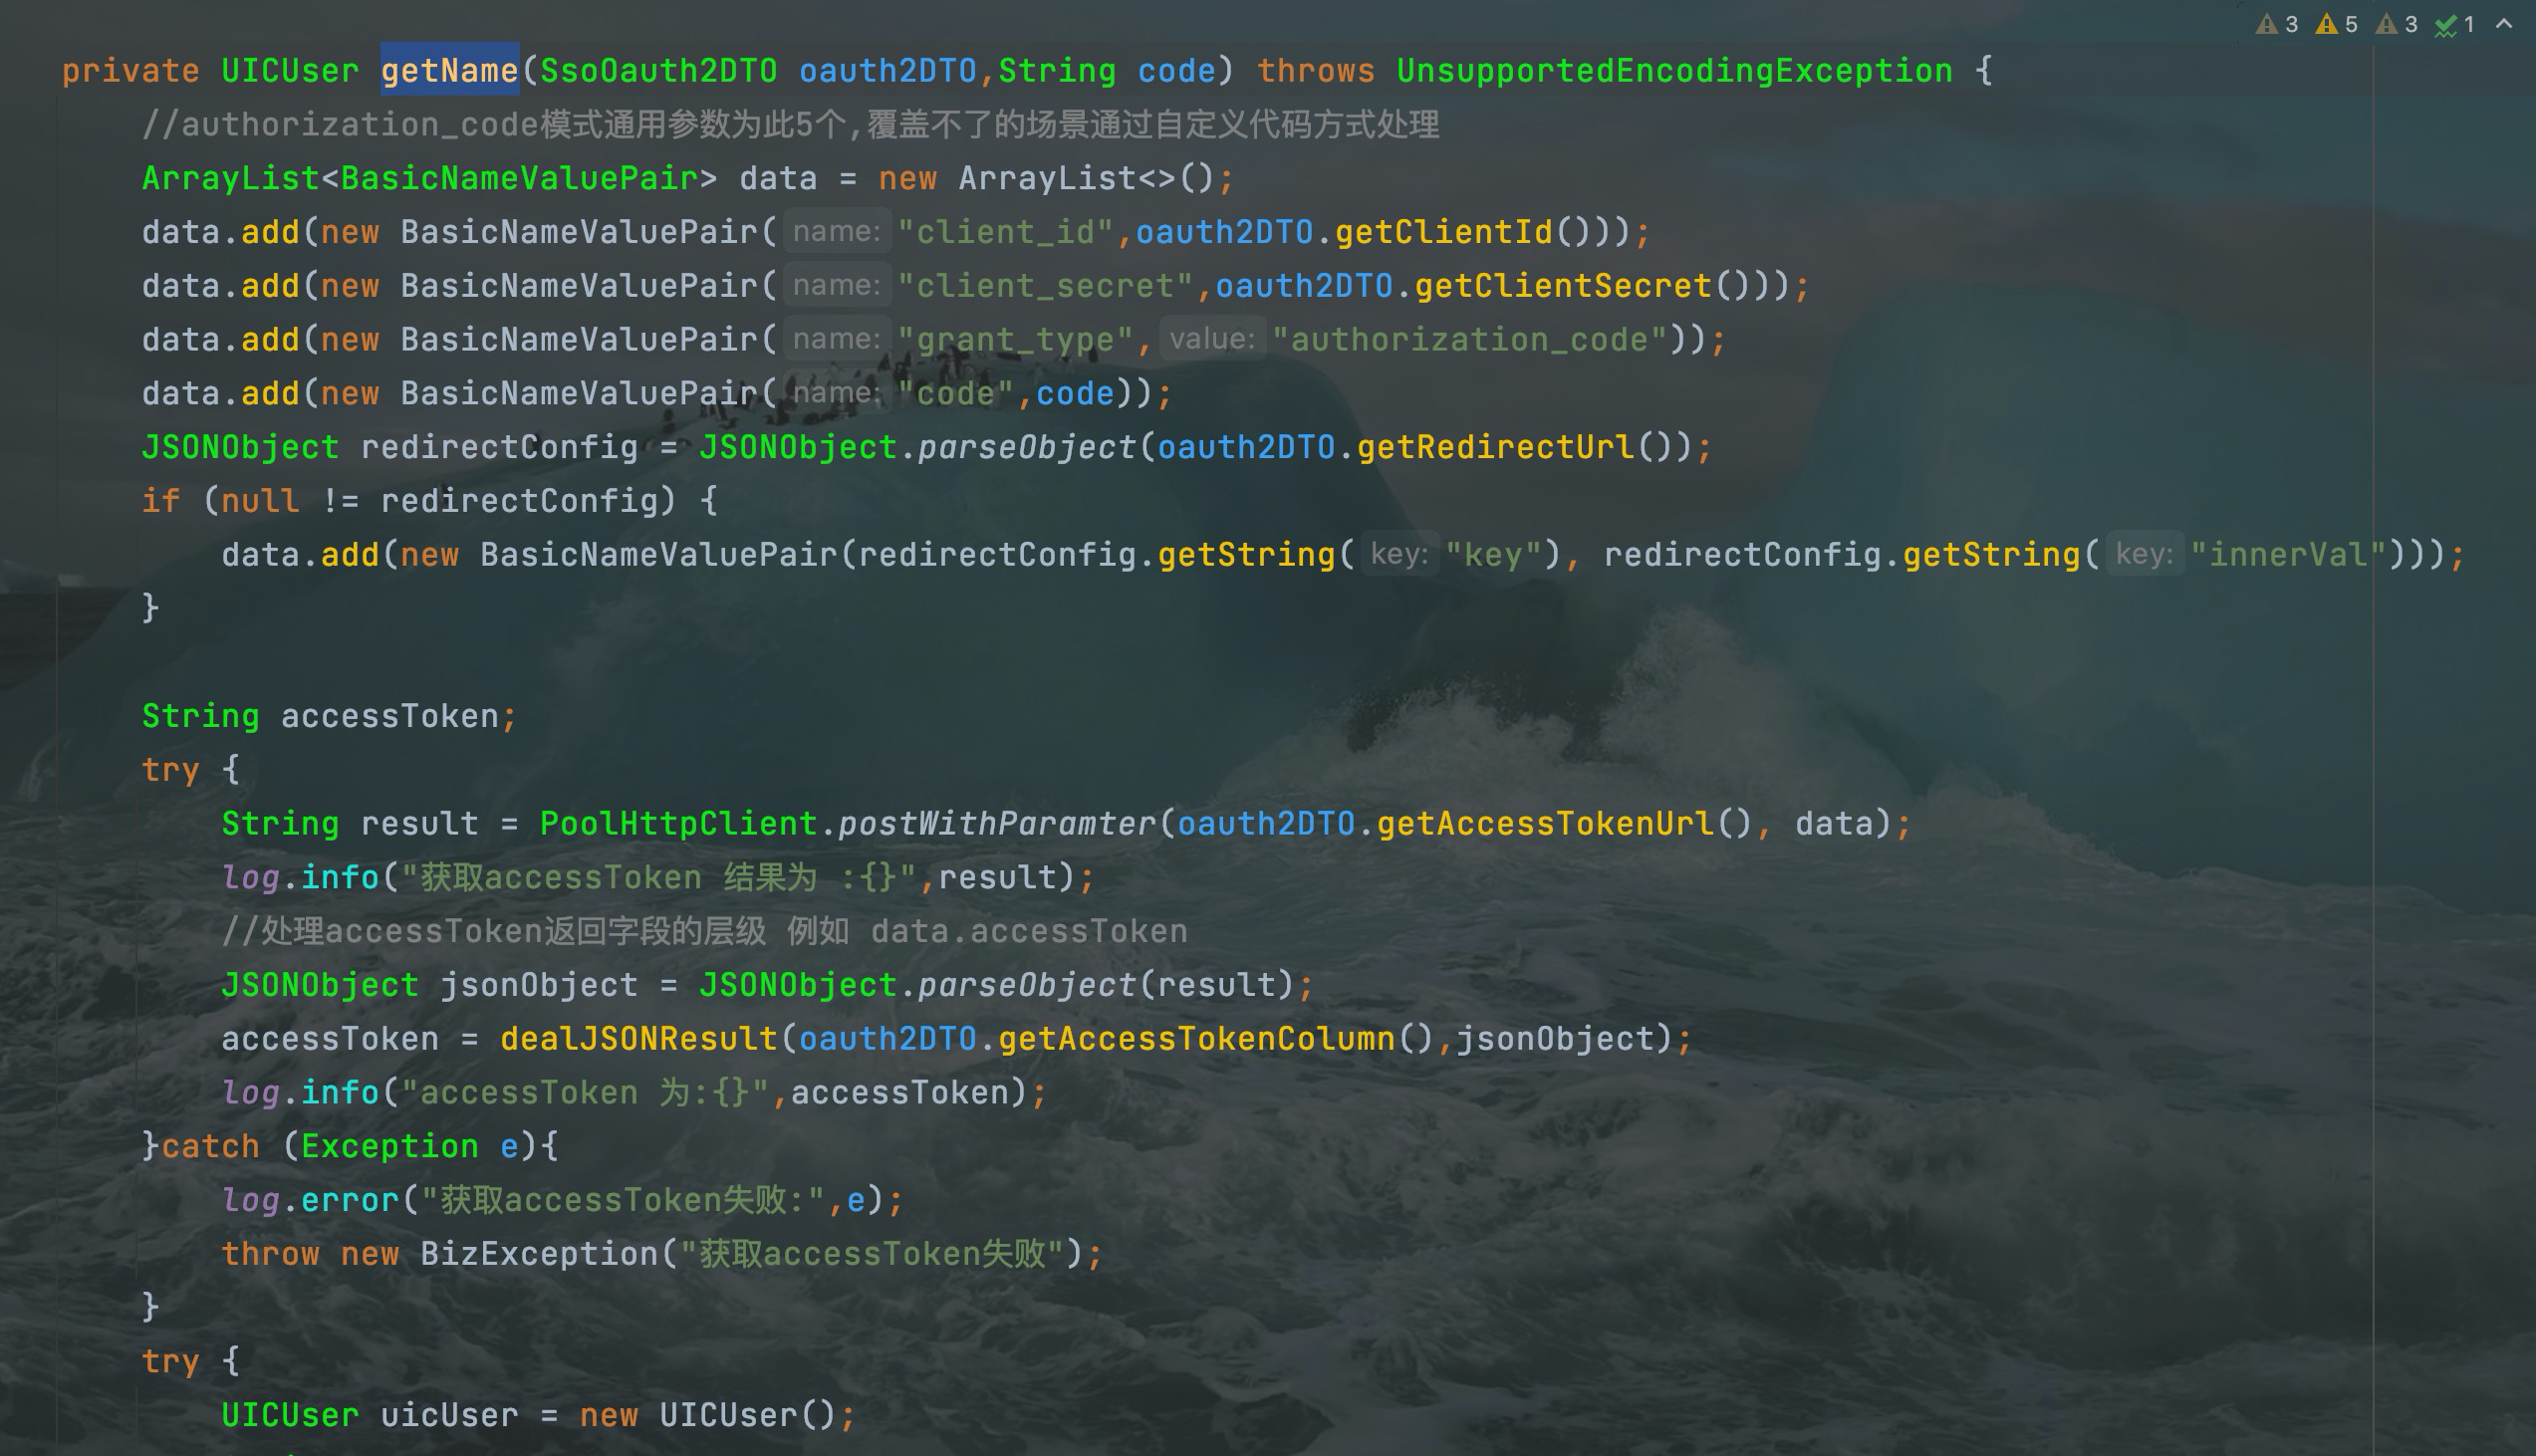 3 5 3 1
private UICUser getName(SsoOauth2DTO oauth2DTO,String code) throws UnsupportedEncodingException {
//authorization_code模式通用参数为此5个,覆盖不了的场景通过自定义代码方式处理
ArrayList<BasicNameValuePair> data = new ArrayList<>();
data.add(new BasicNameValuePair( name: "client_id",oauth2DTO.getClientId()));
data.add(new BasicNameValuePair( name: "client_secret",oauth2DTO.getClientSecret()));
data.add(new BasicNameValuePair( name: "grant_type", value: "authorization_code"));
data.add(new BasicNameValuePair( name: "code",code));
JSONObject redirectConfig = JSONObject.parseObject(oauth2DTO.getRedirectUrl());
if (null != redirectConfig) {
data.add(new BasicNameValuePair(redirectConfig.getString( key: "key"), redirectConfig.getString( key: "innerVal")));
}
String accessToken;
try {
String result = PoolHttpClient.postWithParamter(oauth2DTO.getAccessTokenUrl(), data);
log.info("获取accessToken 结果为 :{}",result);
//处理accessToken返回字段的层级 例如 data.accessToken
JSONObject jsonObject = JSONObject.parseObject(result);
accessToken = dealJSONResult(oauth2DTO.getAccessTokenColumn(),jsonObject);
log.info("accessToken 为:{}",accessToken);
}catch (Exception e){
log.error("获取accessToken失败:",e);
throw new BizException("获取accessToken失败");
}
try {
UICUser uicUser = new UICUser();